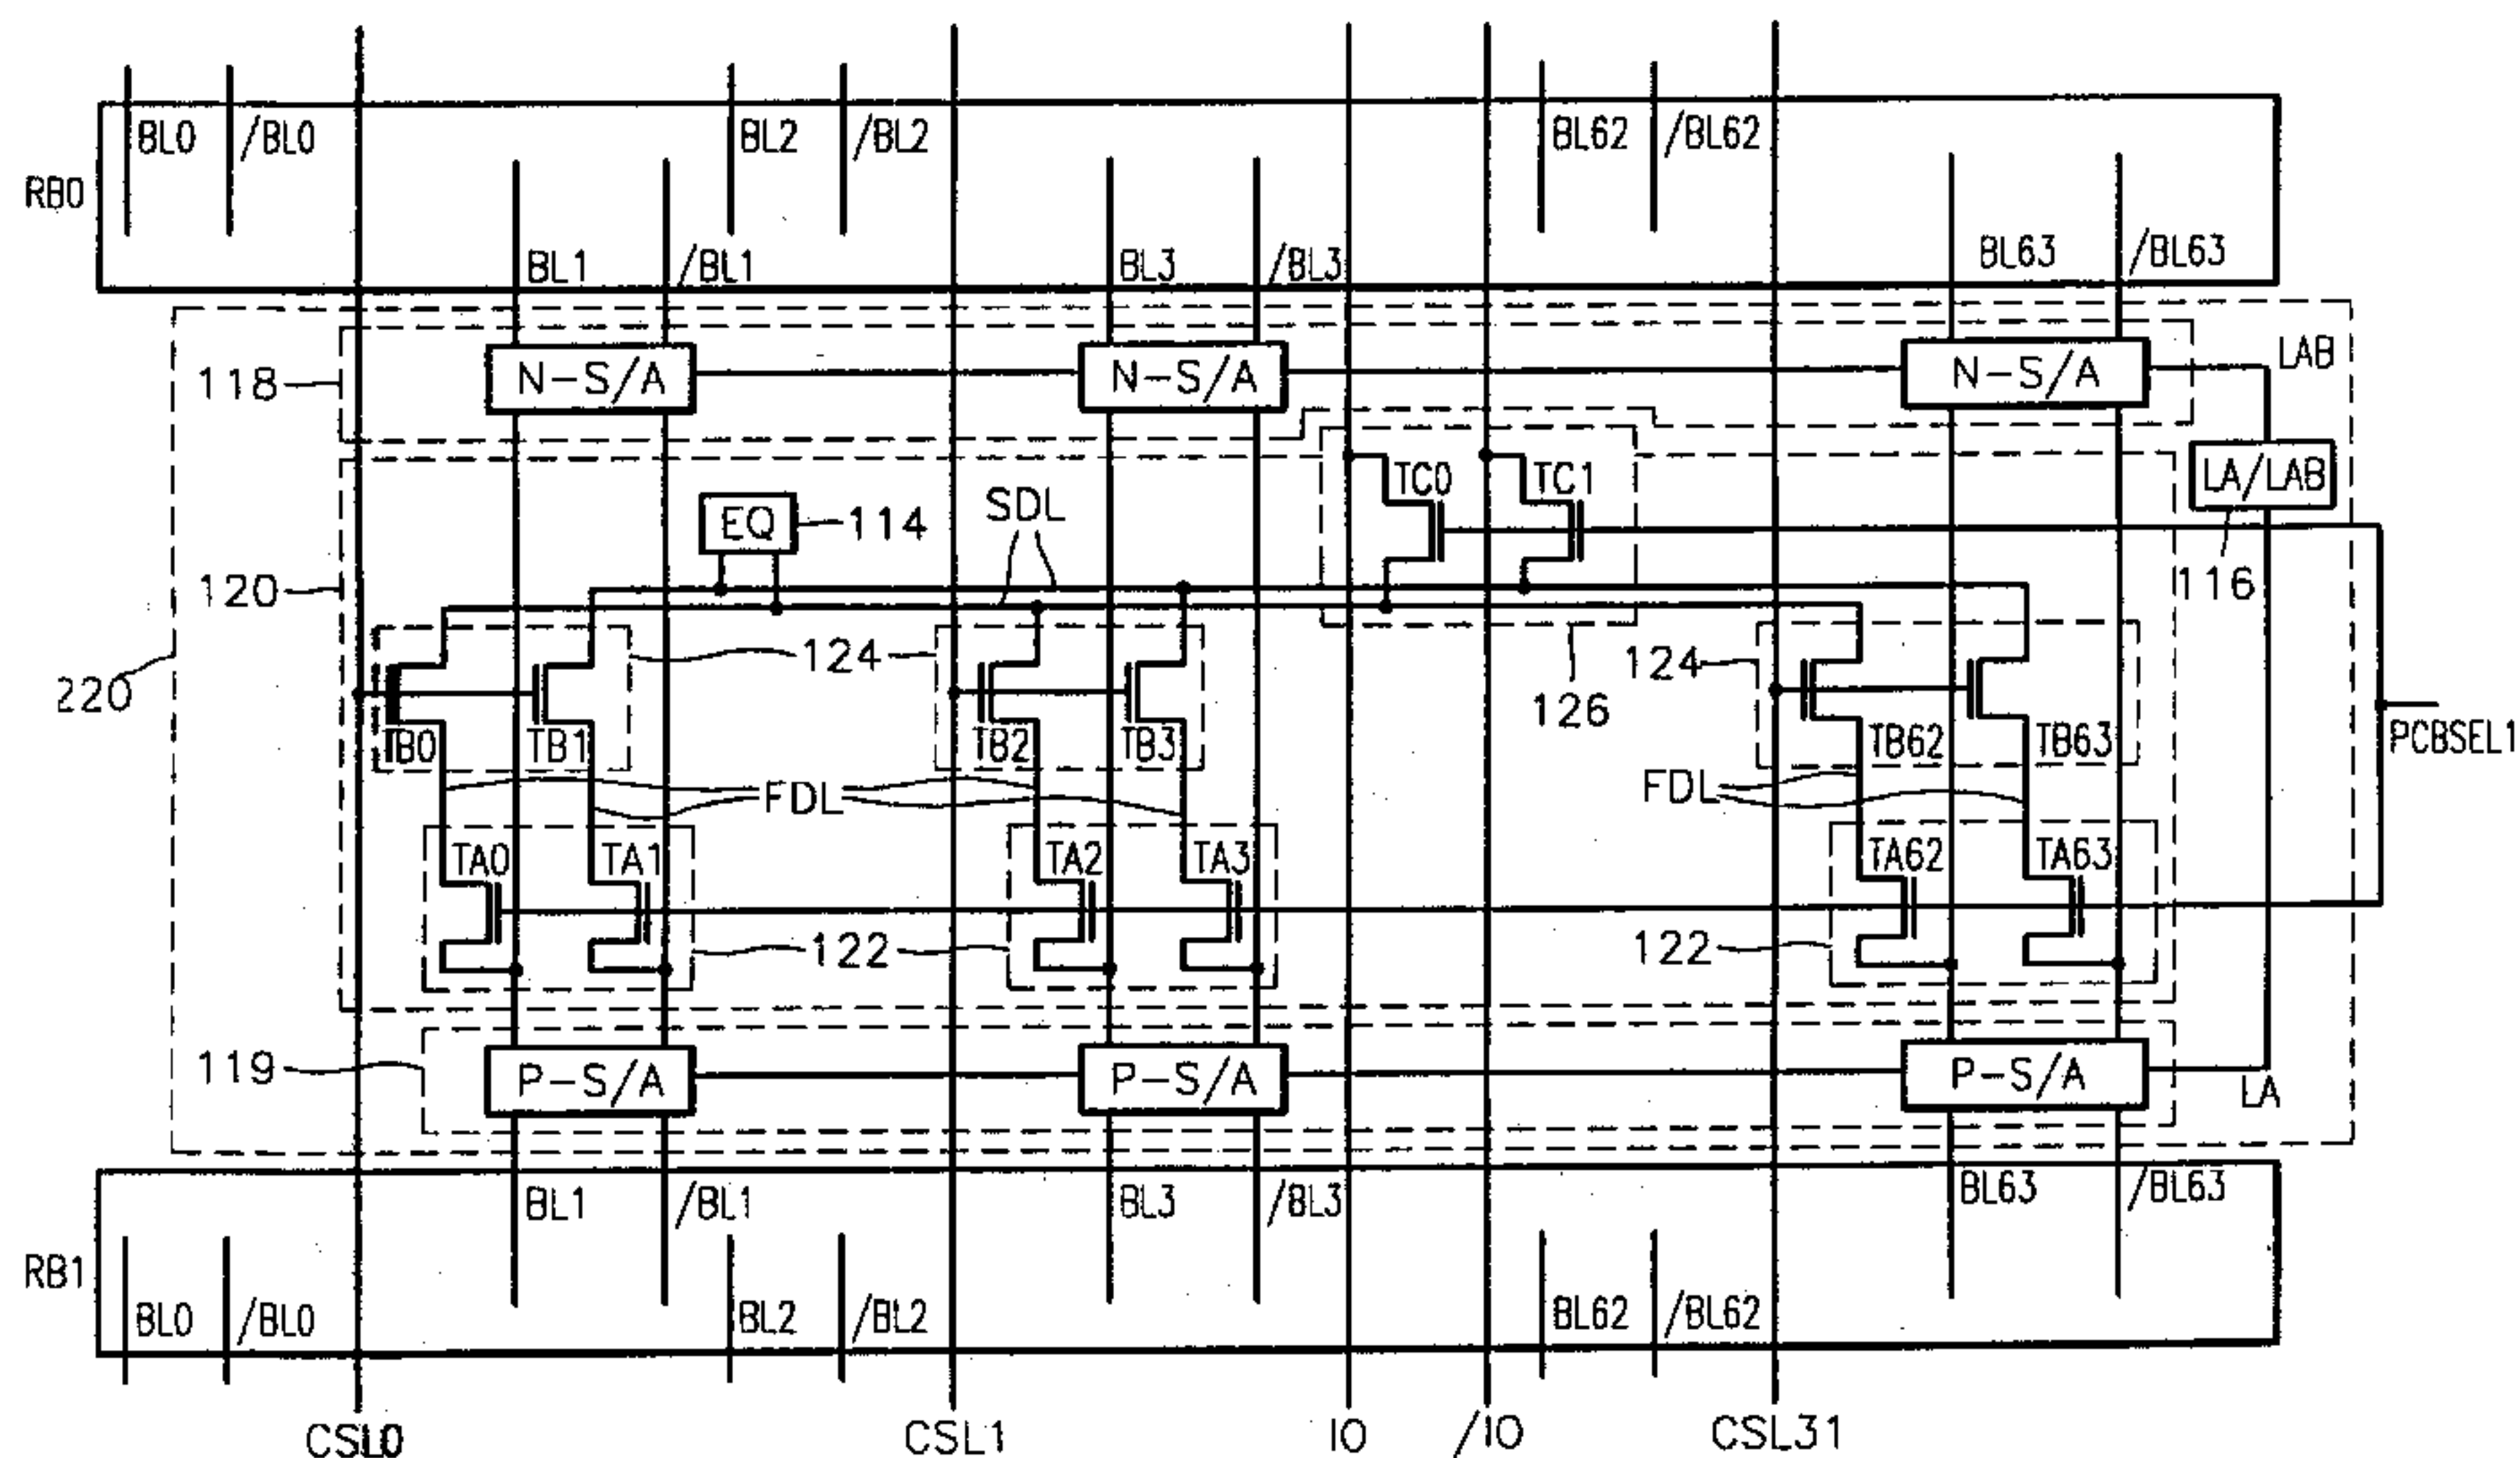 BL0 /BL0 BL2 /BL2 BL62 /BL62
RB0
BL1 /BL1 BL3 /BL3 BL63 /BL63
118 N-S/A N-S/A N-S/A LAB
TC0 TC1 LA/LAB
EQ 114 SDL
120 116
124 124
220 126
TB0 TB1 TB2 TB3 TB62 TB63 PCBSEL1
FDL FDL
TA0 TA1 TA2 TA3 TA62 TA63
122 122
119 P-S/A P-S/A P-S/A LA
BL1 /BL1 BL3 /BL3 BL63 /BL63
RB1
BL0 /BL0 BL2 /BL2 BL62 /BL62
CSL0 CSL1 IO /IO CSL31